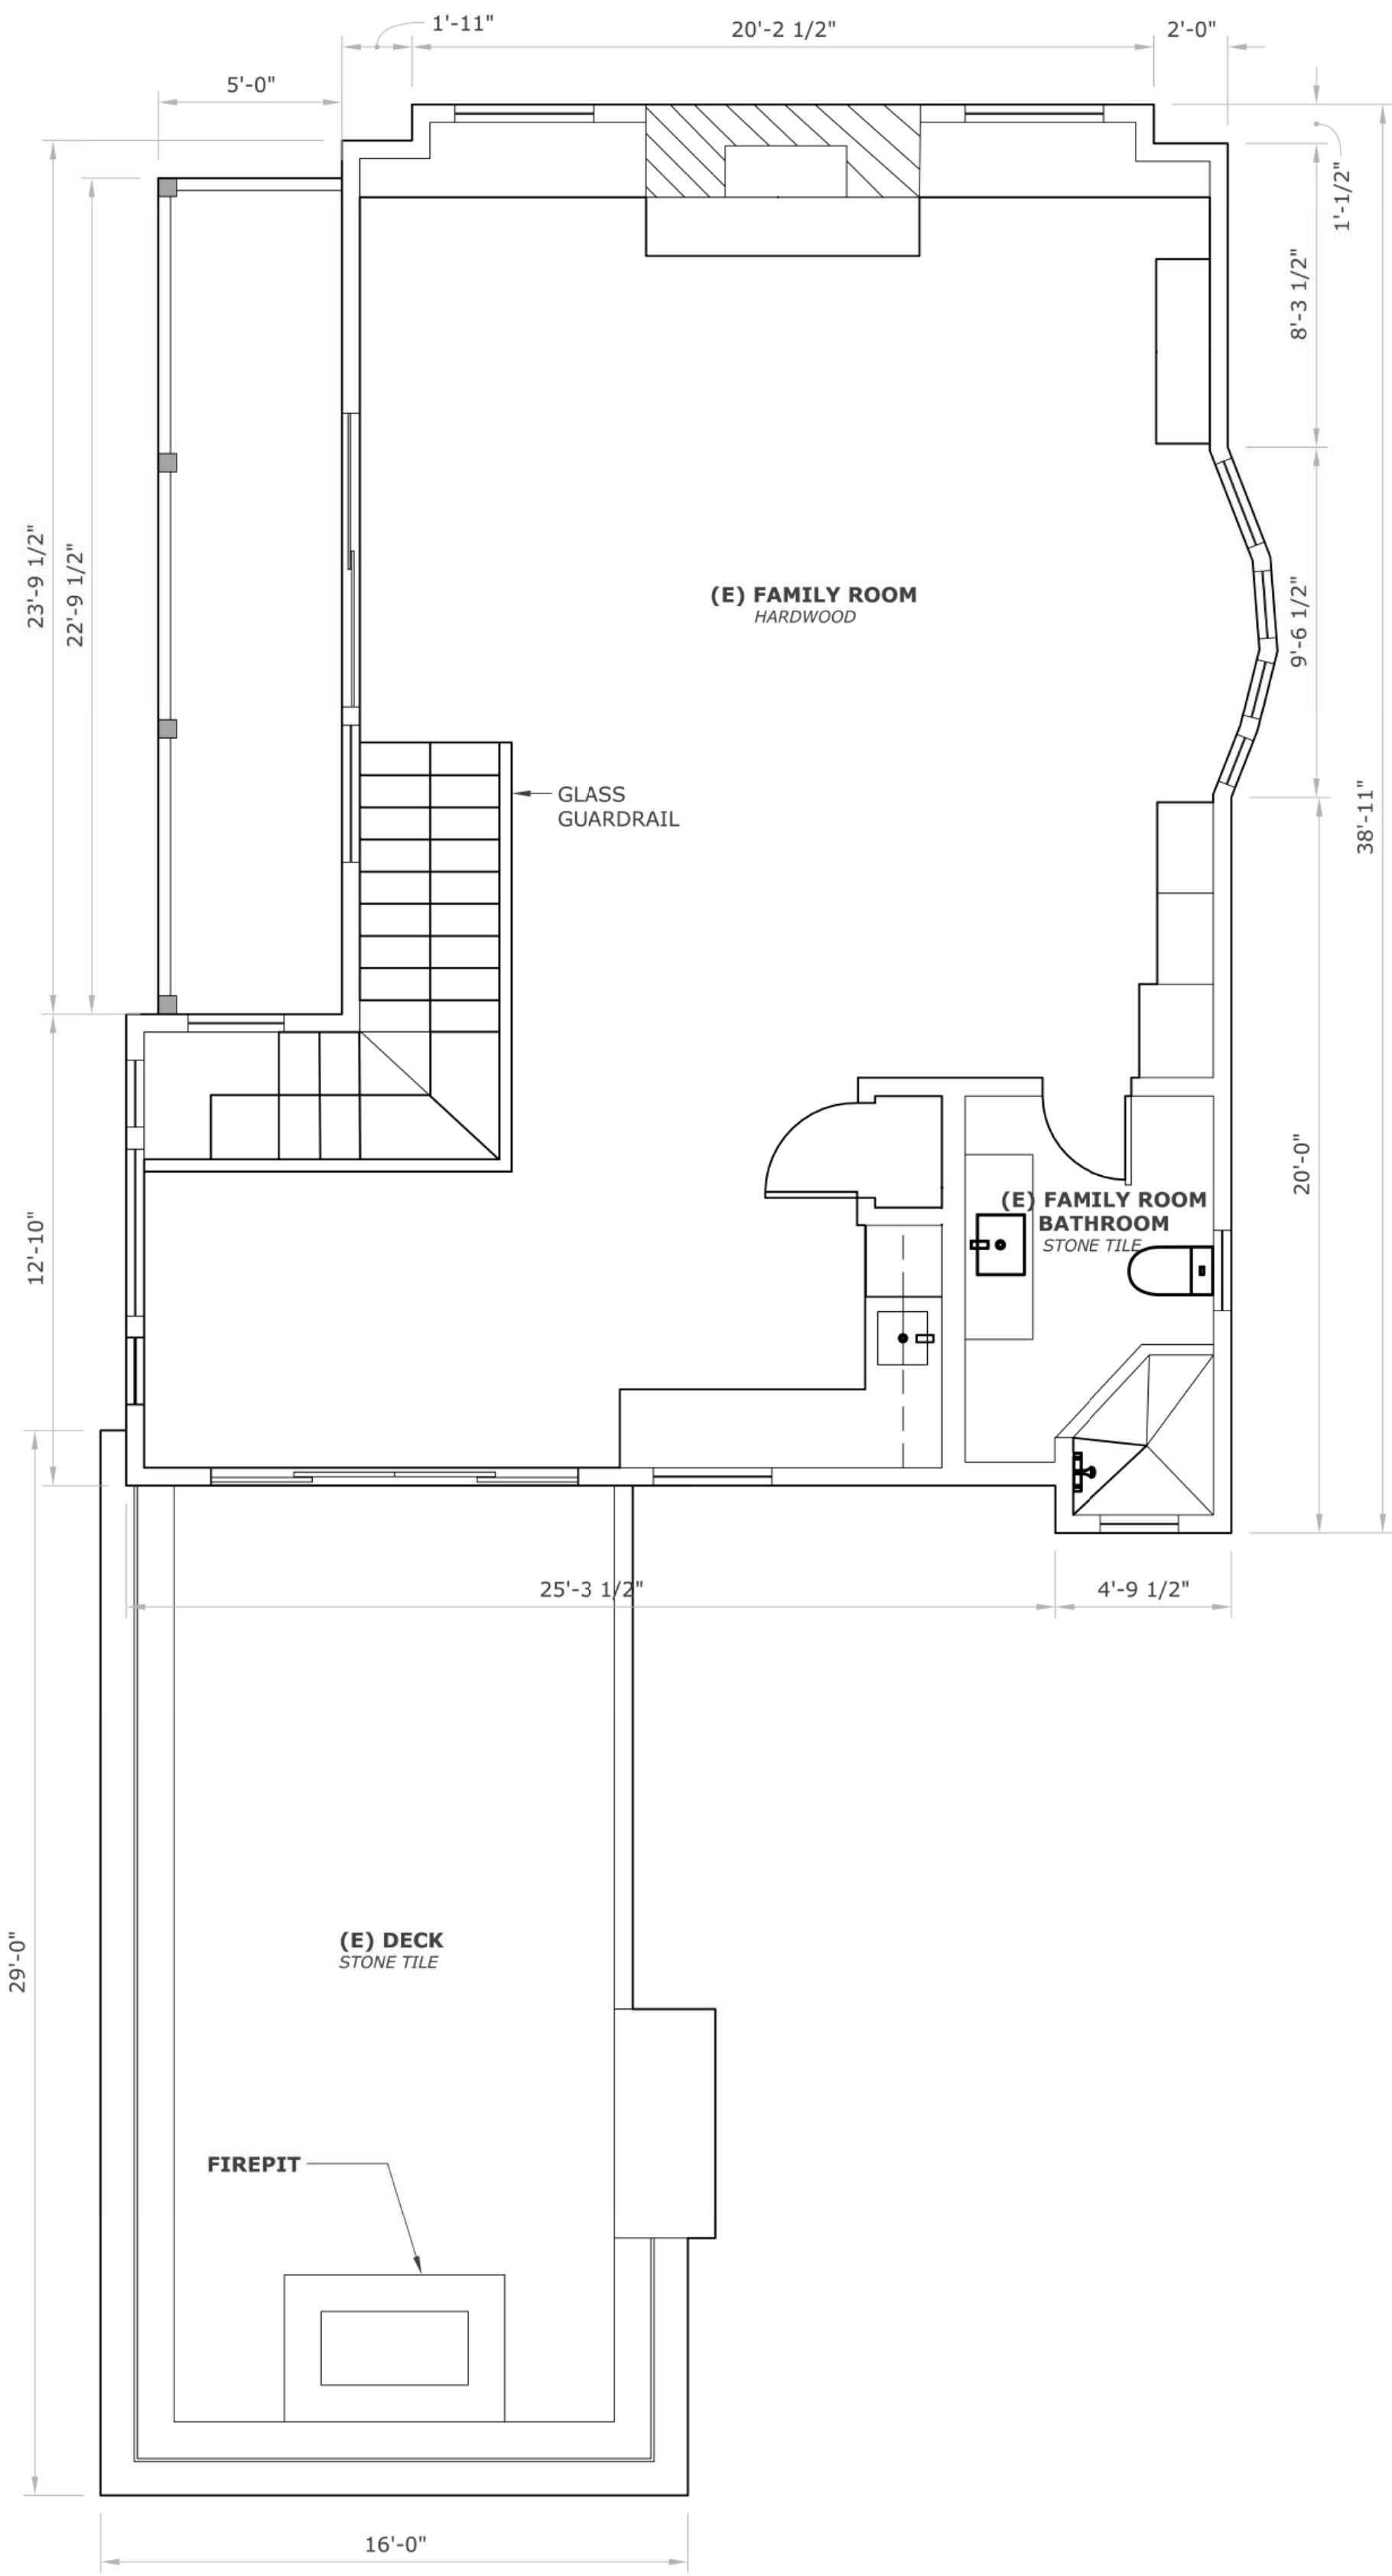 1'-11"
20'-2 1/2"
2'-0"
5'-0"
1'-1/2"
8'-3 1/2"
23'-9 1/2"
22'-9 1/2"
(E) FAMILY ROOM
HARDWOOD
9'-6 1/2"
GLASS
GUARDRAIL
38'-11"
20'-0"
(E) FAMILY ROOM
BATHROOM
STONE TILE
12'-10"
25'-3 1/2"
4'-9 1/2"
(E) DECK
STONE TILE
29'-0"
FIREPIT
16'-0"